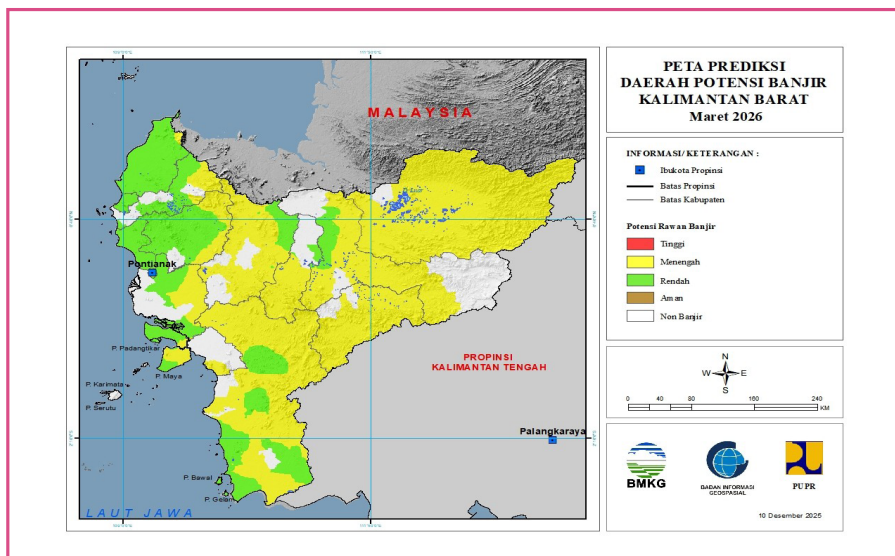 PETA PREDIKSI
DAERAH POTENSI BANJIR
KALIMANTAN BARAT
Maret 2026
MALAYSIA
Pontianak
P. Padangtikar
P. Maya
P. Karimata
P. Serutu
PROPINSI
KALIMANTAN TENGAH
Palangkaraya
P. Bawal
P. Gelam
LAUT JAWA
INFORMASI/ KETERANGAN :
Ibukota Propinsi
Batas Propinsi
Batas Kabupaten
Potensi Rawan Banjir
Tinggi
Menengah
Rendah
Aman
Non Banjir
N
W
E
S
0 40 80 160 240
KM
BMKG
BADAN INFORMASI
GEOSPASIAL
PUPR
10 Desember 2025